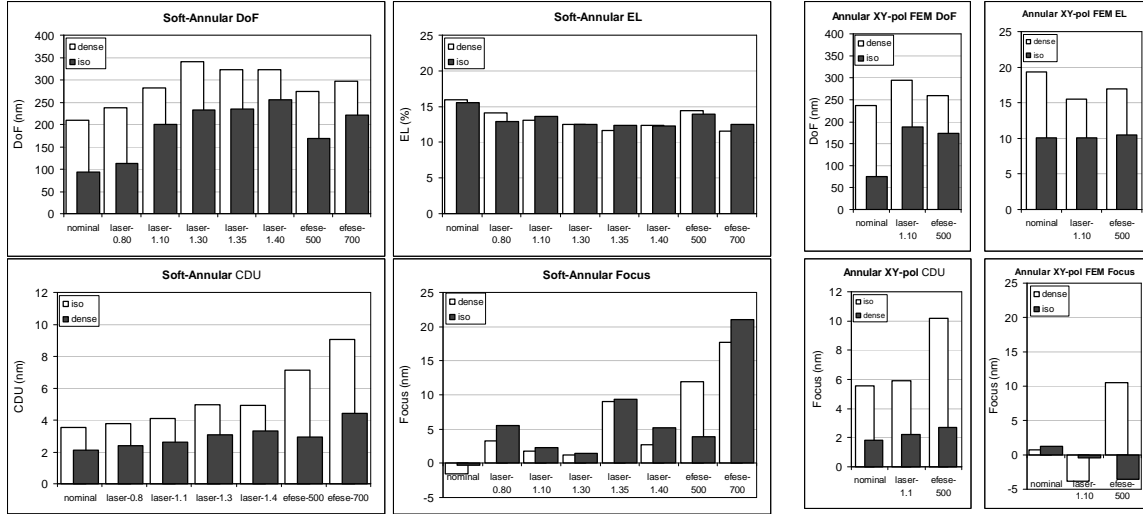 Soft-Annular DoF
400
350
300
250
200
150
100
50
0
DoF (nm)
dense
iso
nominal laser-0.80 laser-1.10 laser-1.30 laser-1.35 laser-1.40 efese-500 efese-700
Soft-Annular EL
25
20
15
10
5
0
EL (%)
dense
iso
nominal laser-0.80 laser-1.10 laser-1.30 laser-1.35 laser-1.40 efese-500 efese-700
Annular XY-pol FEM DoF
400
350
300
250
200
150
100
50
0
DoF (nm)
dense
iso
nominal laser-1.10 efese-500
Annular XY-pol FEM EL
25
20
15
10
5
0
dense
iso
nominal laser-1.10 efese-500
Soft-Annular CDU
12
10
8
6
4
2
0
CDU (nm)
iso
dense
nominal laser-0.8 laser-1.1 laser-1.3 laser-1.4 efese-500 efese-700
Soft-Annular Focus
25
20
15
10
5
0
-5
Focus (nm)
dense
iso
nominal laser-0.80 laser-1.10 laser-1.30 laser-1.35 laser-1.40 efese-500 efese-700
Annular XY-pol CDU
12
10
8
6
4
2
0
Focus (nm)
iso
dense
nominal laser-1.1 efese-500
Annular XY-pol FEM Focus
25
20
15
10
5
0
-5
Focus (nm)
dense
iso
nominal laser-1.10 efese-500